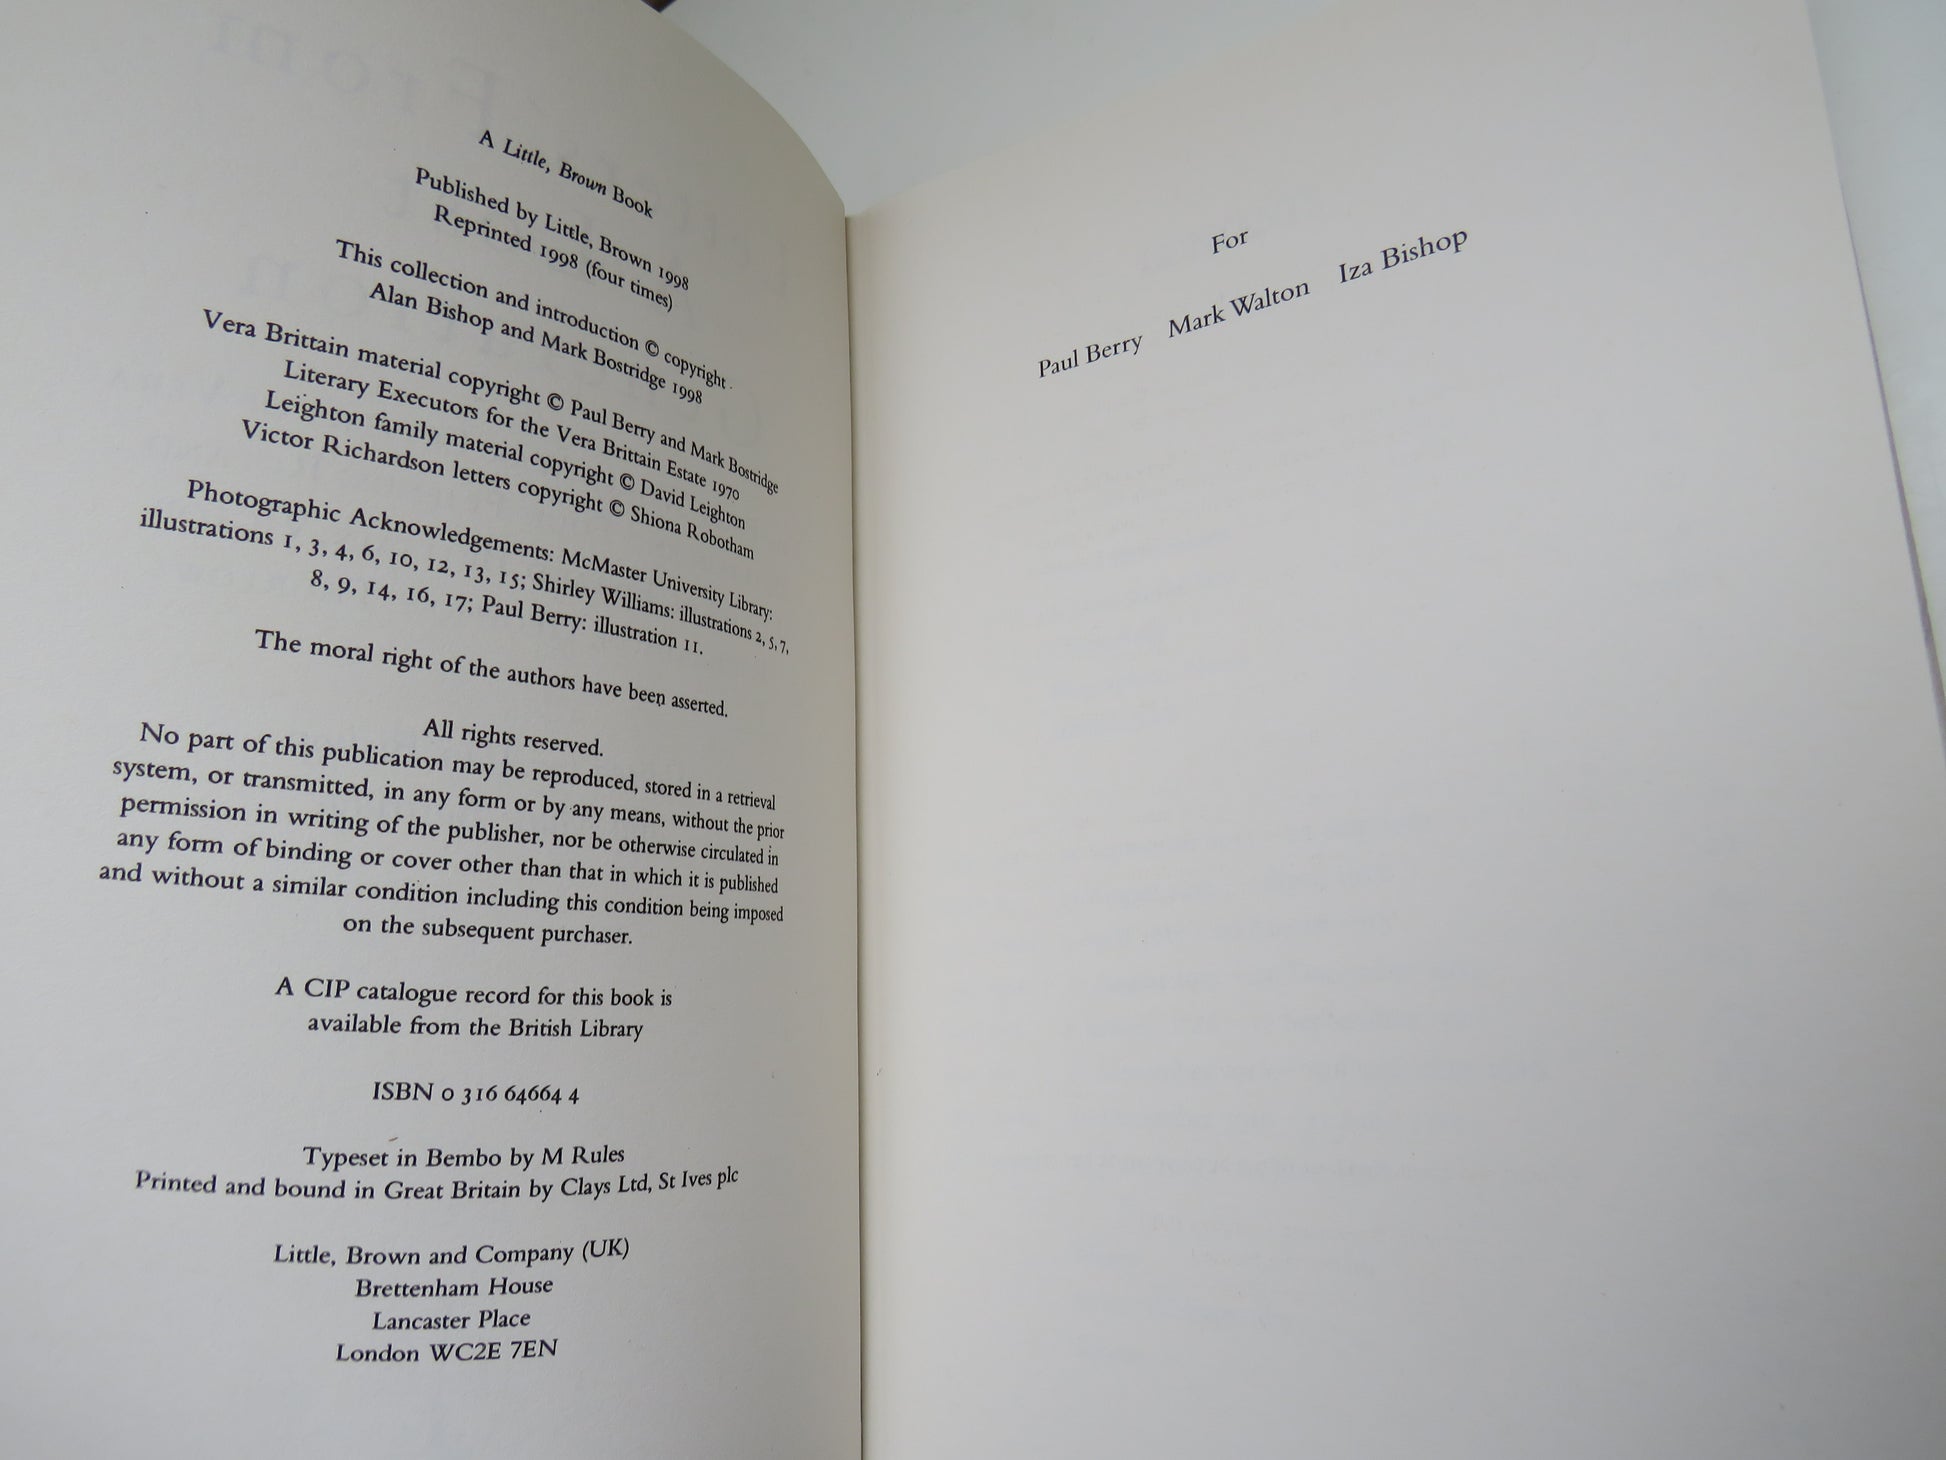 A Little, Brown Book
Published by Little, Brown 1998
Reprinted 1998 (four times)
This collection and introduction © copyright
Alan Bishop and Mark Bostridge 1998
Vera Brittain material copyright © Paul Berry and Mark Bostridge
Literary Executors for the Vera Brittain Estate 1970
Leighton family material copyright © David Leighton
Victor Richardson letters copyright © Shiona Robotham
Photographic Acknowledgements: McMaster University Library:
illustrations 1, 3, 4, 6, 10, 12, 13, 15; Shirley Williams: illustrations 2, 5, 7,
8, 9, 14, 16, 17; Paul Berry: illustration 11.
The moral right of the authors have been asserted.
All rights reserved.
No part of this publication may be reproduced, stored in a retrieval
system, or transmitted, in any form or by any means, without the prior
permission in writing of the publisher, nor be otherwise circulated in
any form of binding or cover other than that in which it is published
and without a similar condition including this condition being imposed
on the subsequent purchaser.
A CIP catalogue record for this book is
available from the British Library
ISBN 0 316 64664 4
Typeset in Bembo by M Rules
Printed and bound in Great Britain by Clays Ltd, St Ives plc
Little, Brown and Company (UK)
Brettenham House
Lancaster Place
London WC2E 7EN
For
Paul Berry Mark Walton Iza Bishop